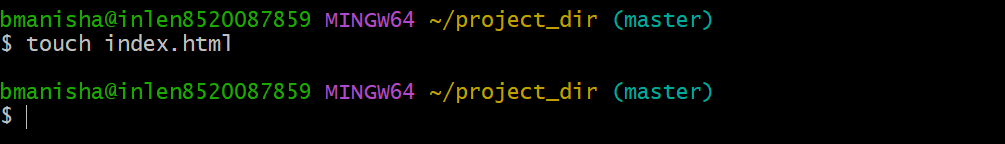 bmanisha@inlen8520087859 MINGW64 ~/project_dir (master)
$ touch index.html
bmanisha@inlen8520087859 MINGW64 ~/project_dir (master)
$